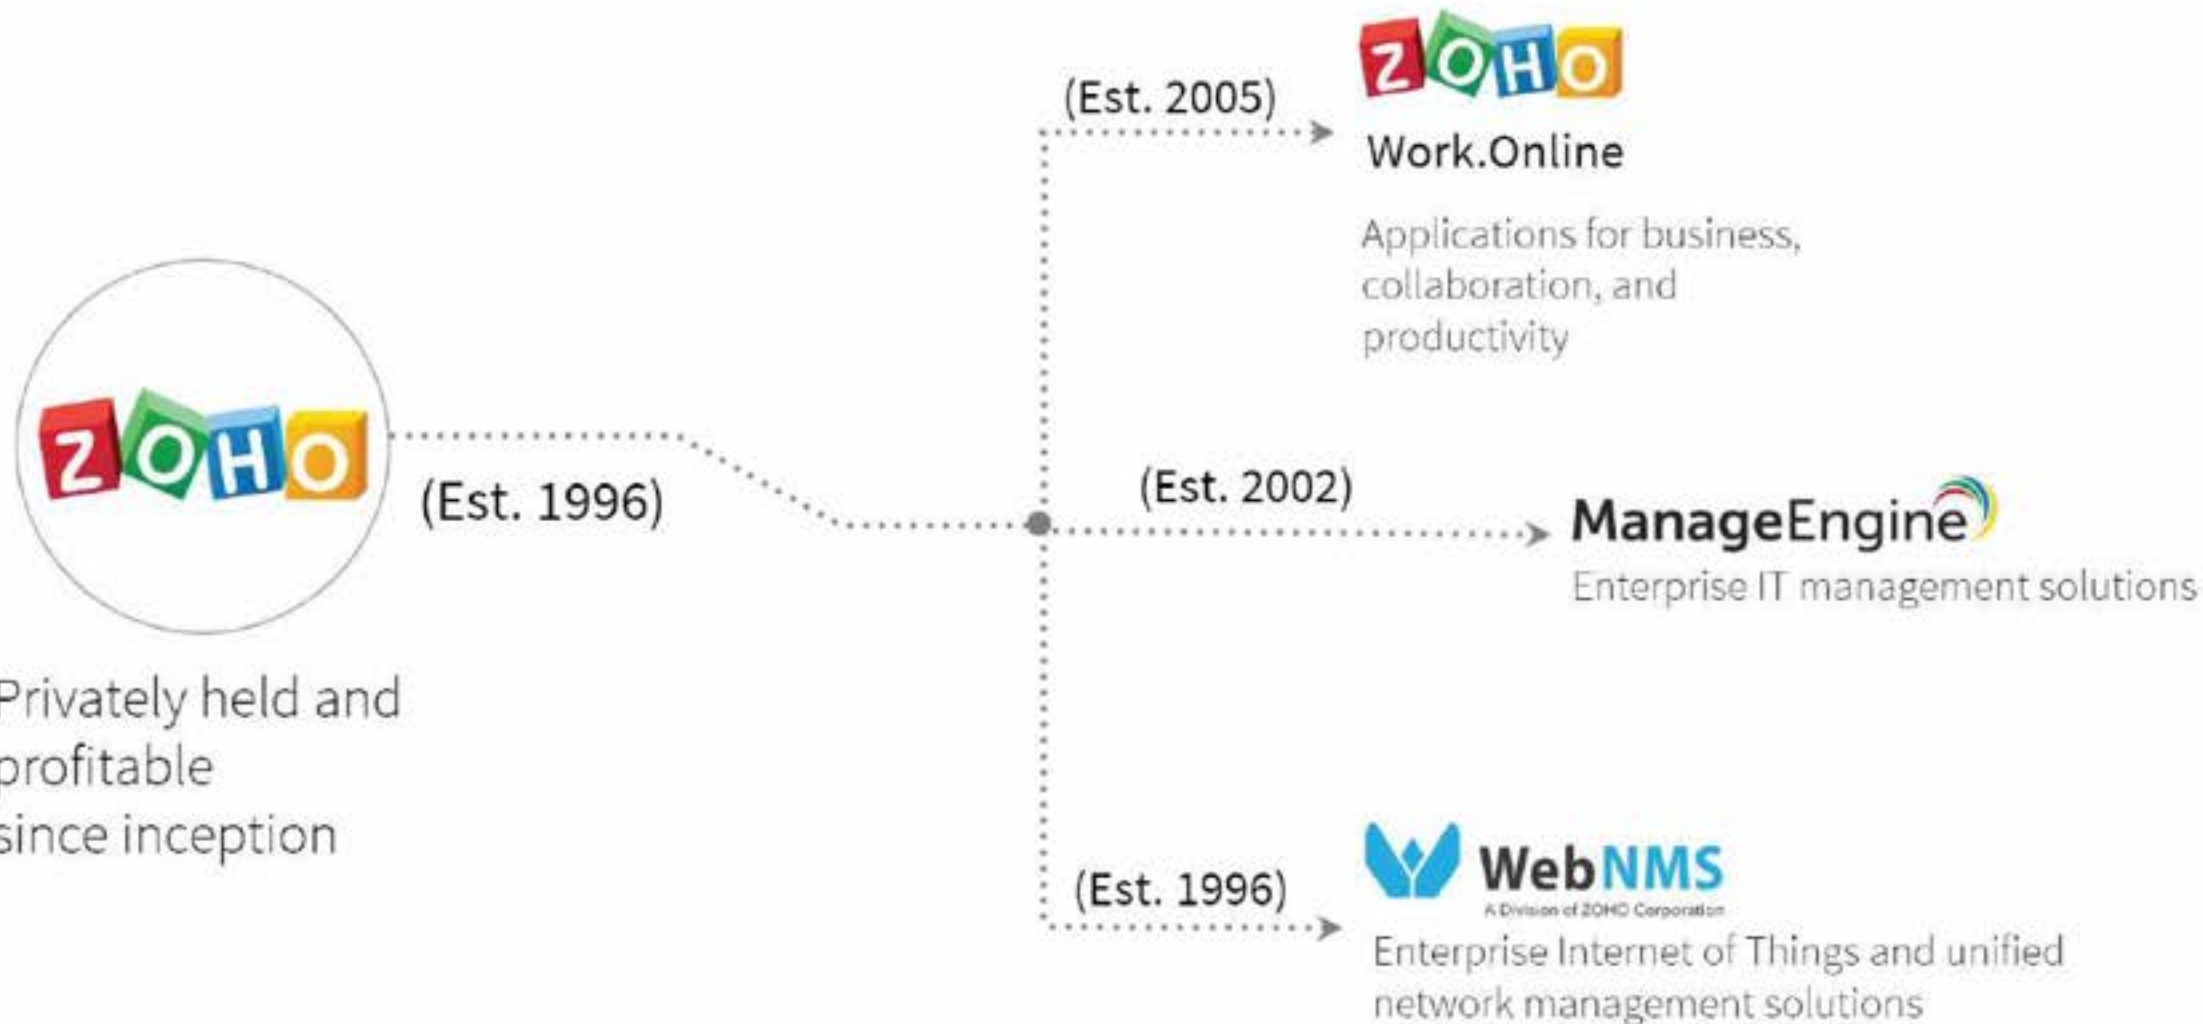 ZOHO
(Est. 1996)
Privately held and
profitable
since inception
(Est. 2005)
ZOHO
Work.Online
Applications for business,
collaboration, and
productivity
(Est. 2002)
ManageEngine
Enterprise IT management solutions
(Est. 1996)
WebNMS
A Division of ZOHO Corporation
Enterprise Internet of Things and unified
network management solutions